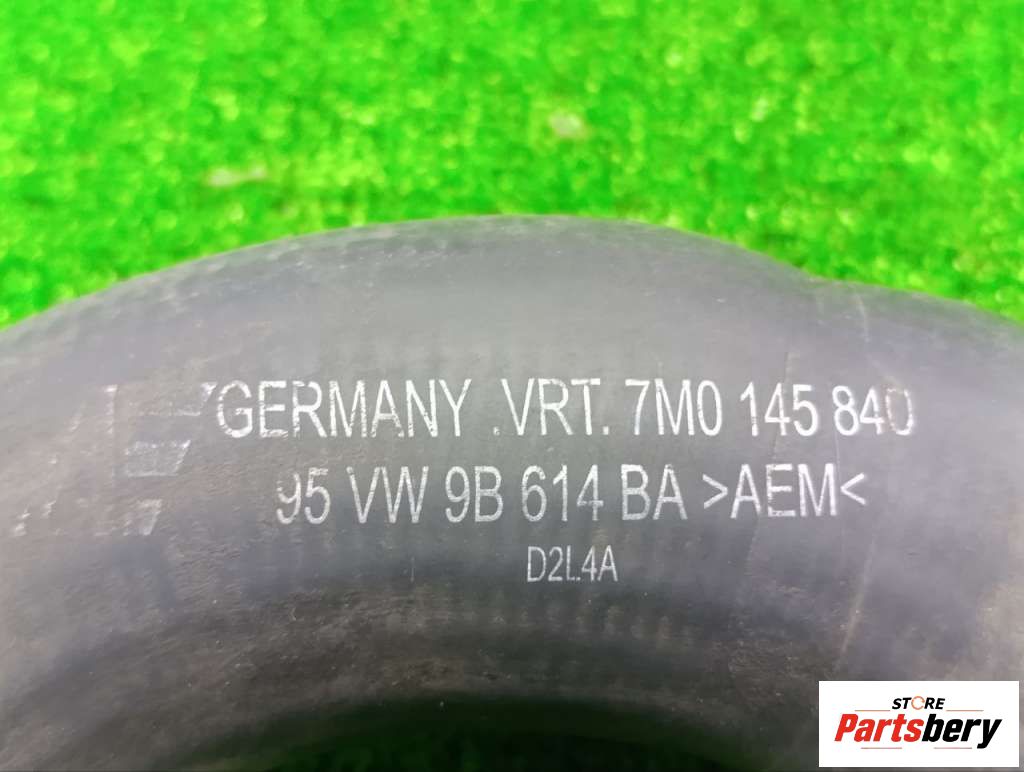 GERMANY .VRT. 7M0 145 840
95 VW 9B 614 BA >AEM<
D2L4A
STORE
Partsbery